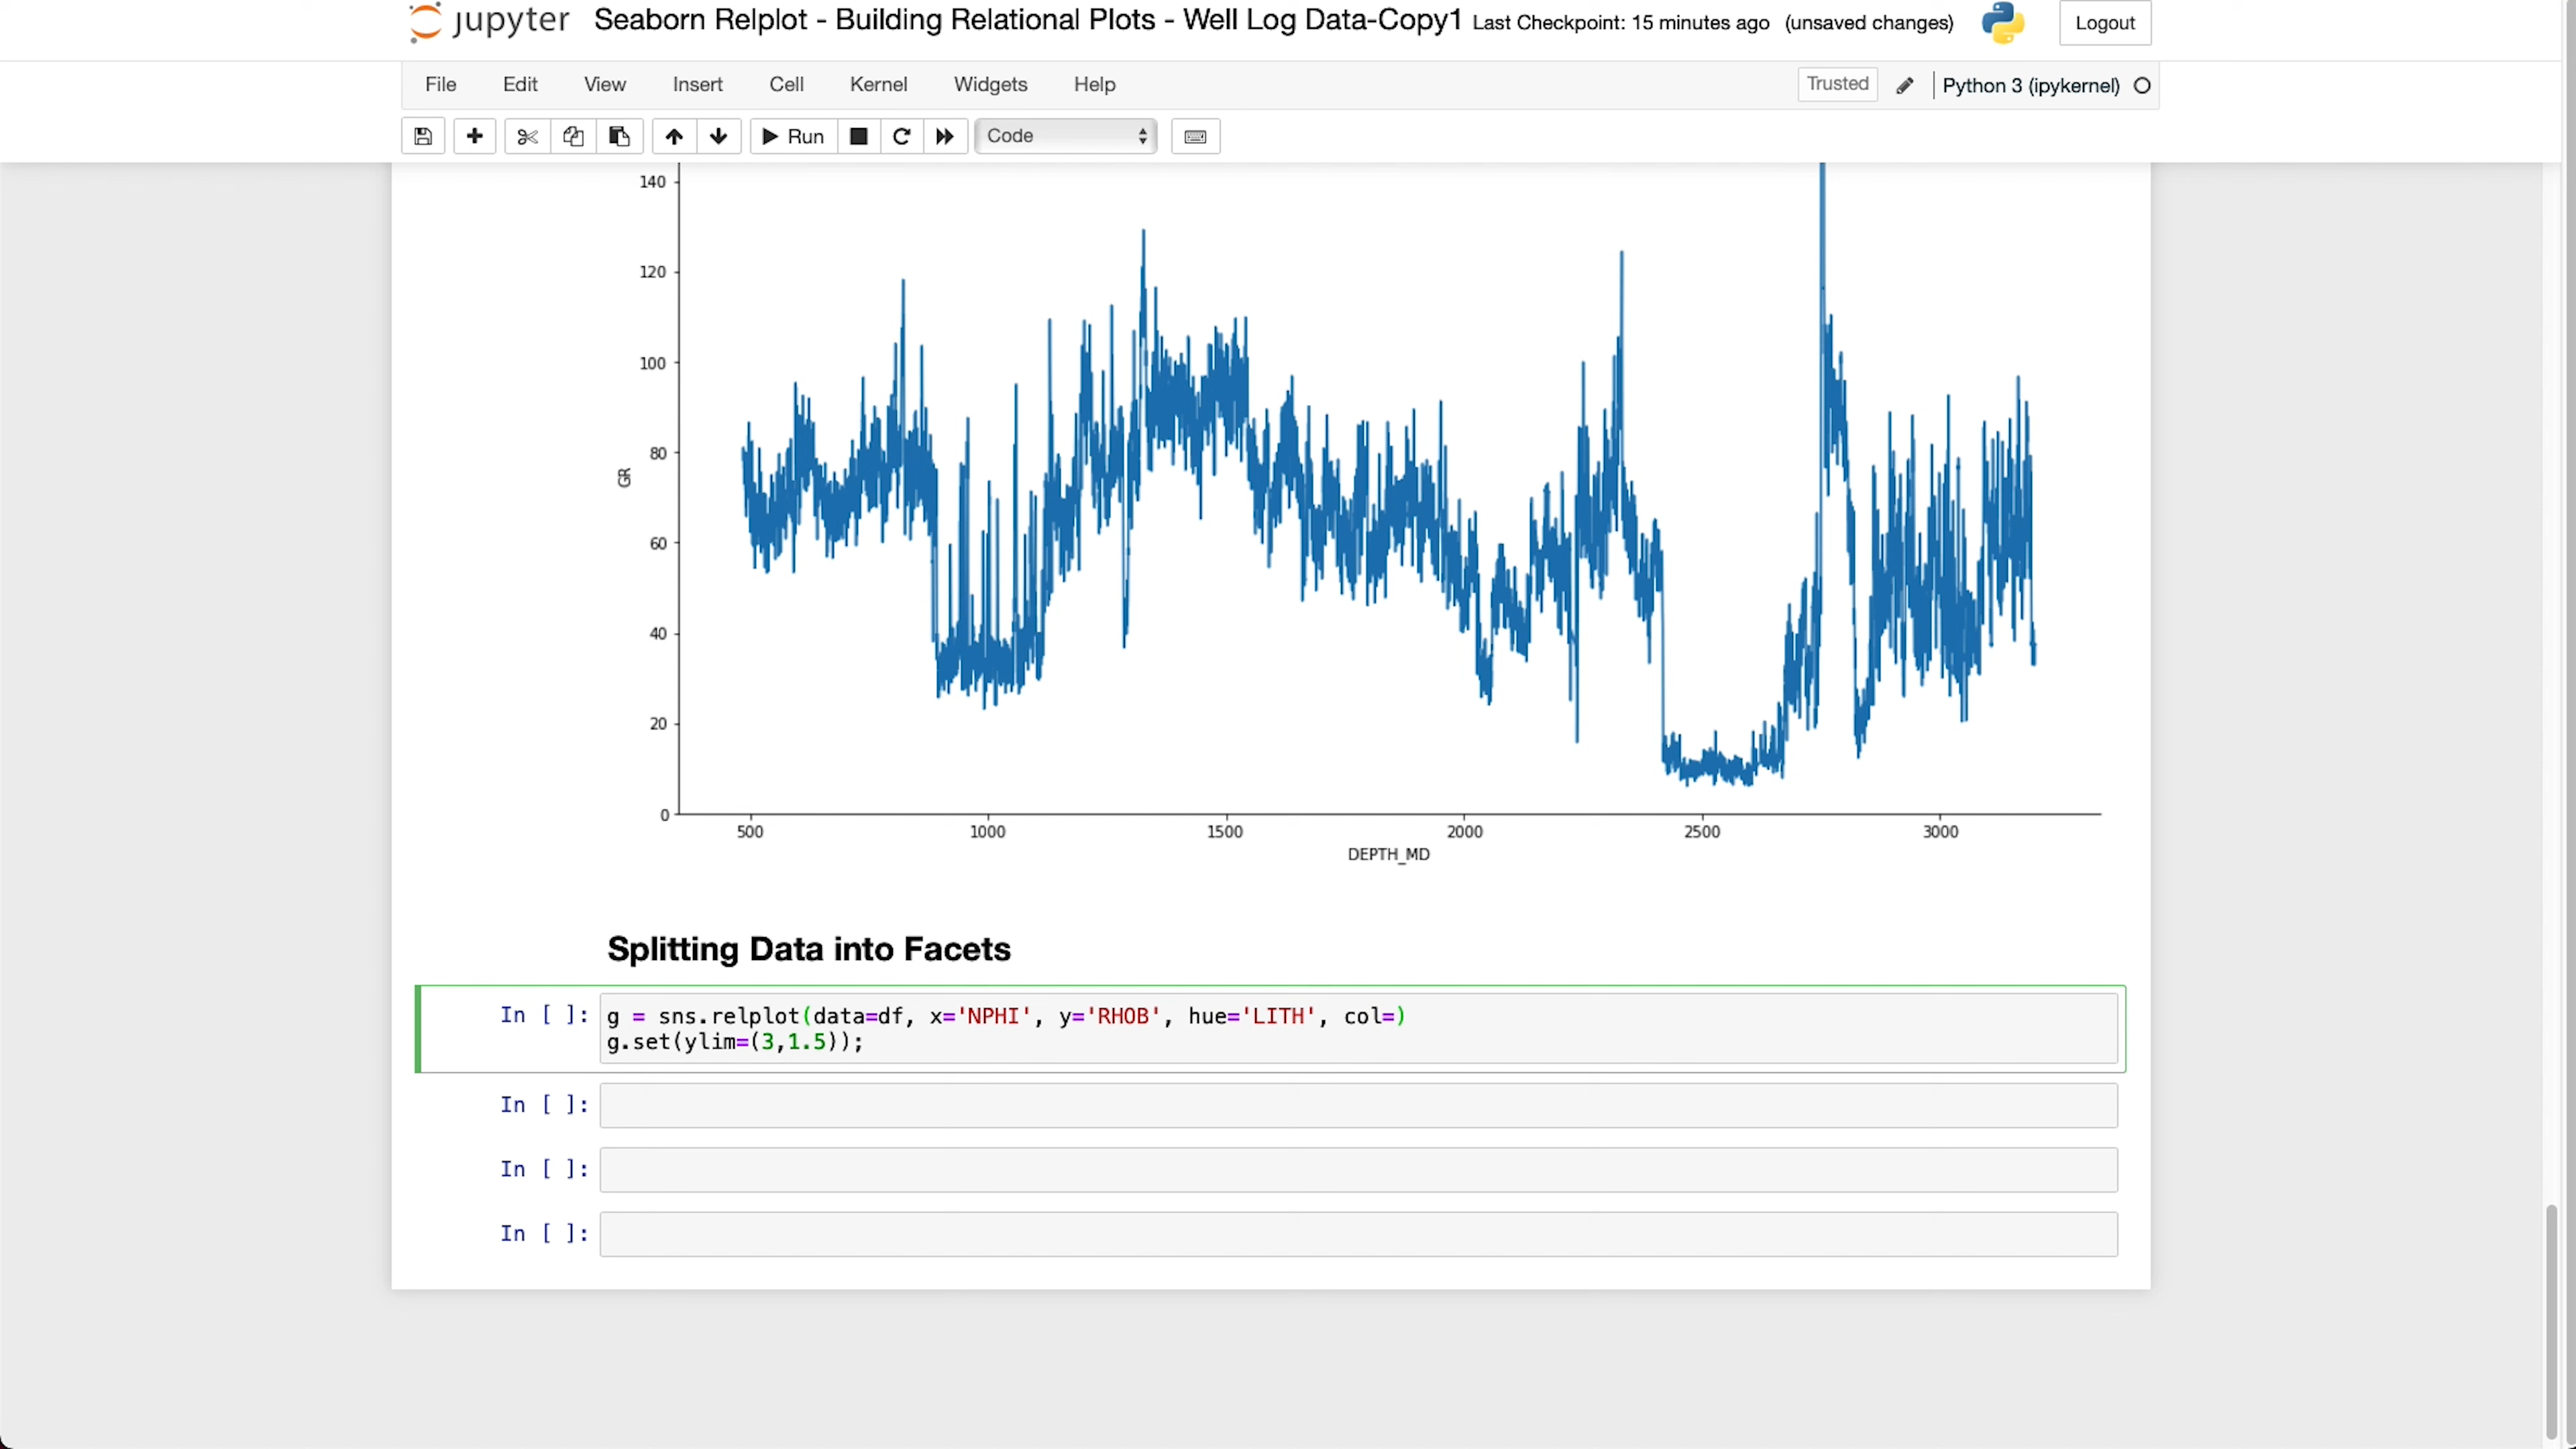 jupyter Seaborn Relplot - Building Relational Plots - Well Log Data-Copy1 Last Checkpoint: 15 minutes ago (unsaved changes) Logout
File Edit View Insert Cell Kernel Widgets Help Trusted Python 3 (ipykernel)
Run Code
140
120
100
80
GR
60
40
20
0
500 1000 1500 2000 2500 3000
DEPTH_MD
Splitting Data into Facets
In [ ]: g = sns.relplot(data=df, x='NPHI', y='RHOB', hue='LITH', col=)
g.set(ylim=(3,1.5));
In [ ]:
In [ ]:
In [ ]: